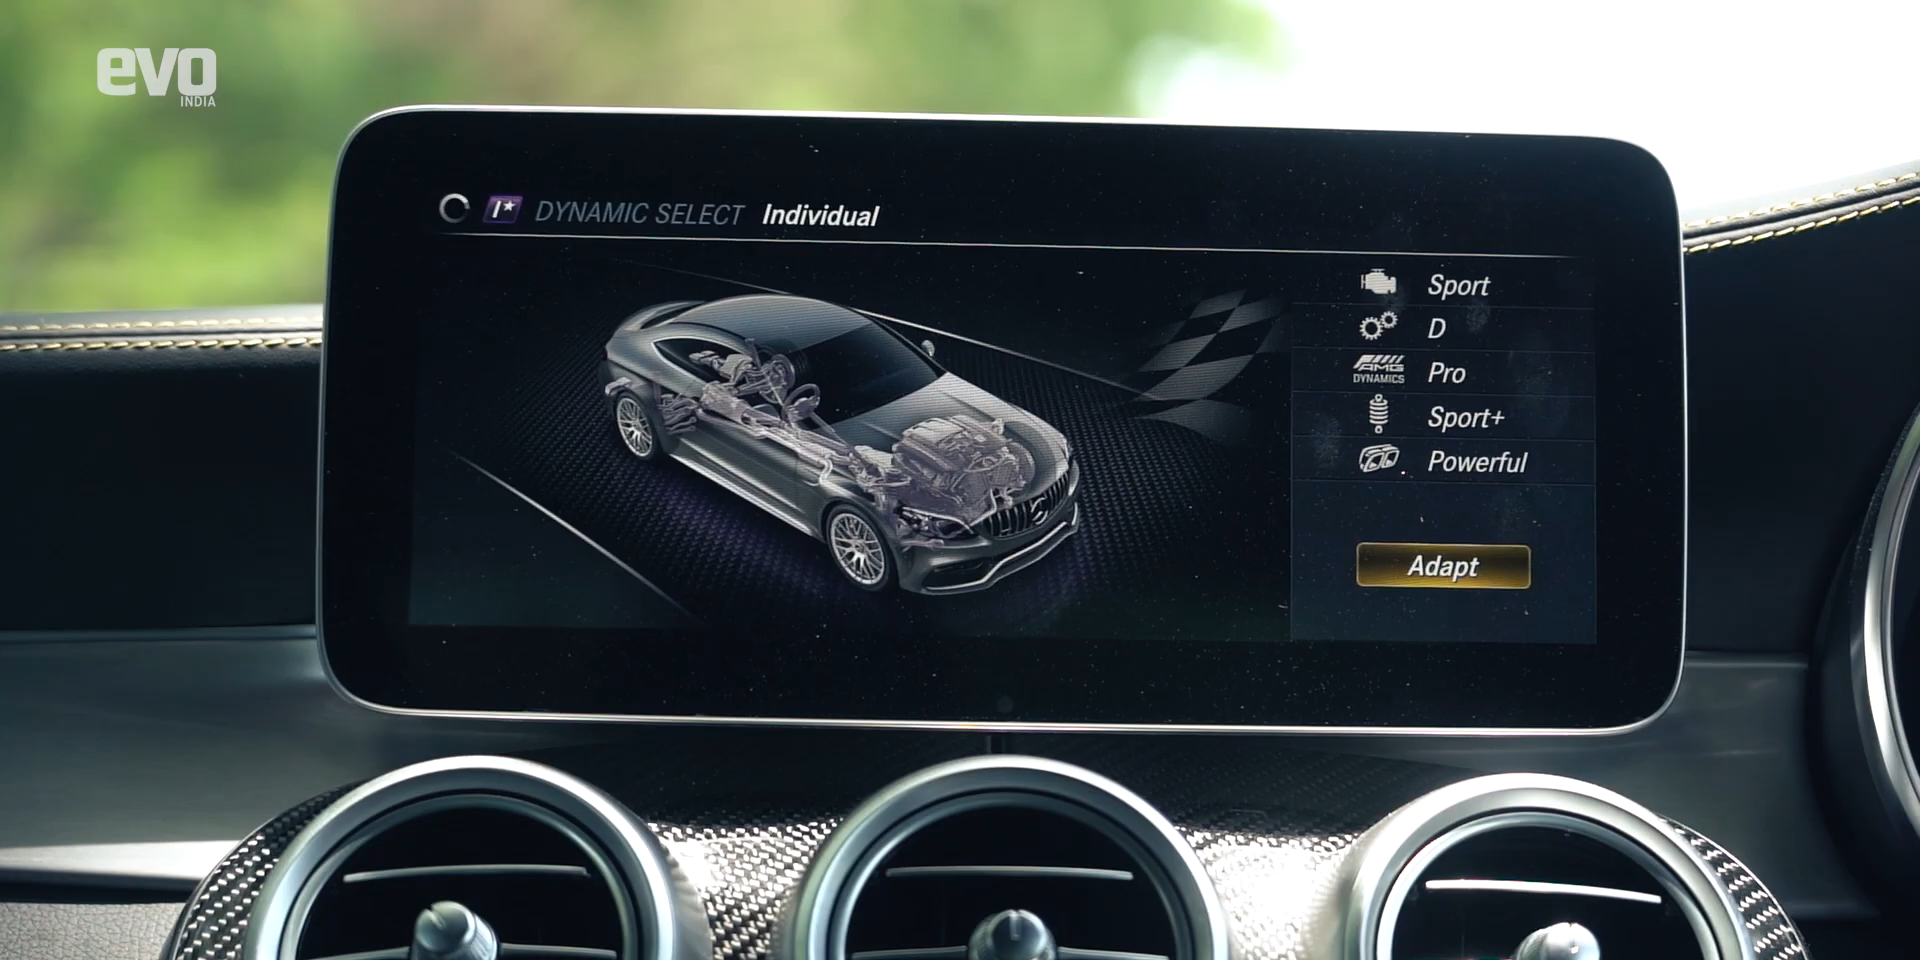 evo
INDIA
I* DYNAMIC SELECT Individual
Sport
D
AMG
DYNAMICS Pro
Sport+
Powerful
Adapt